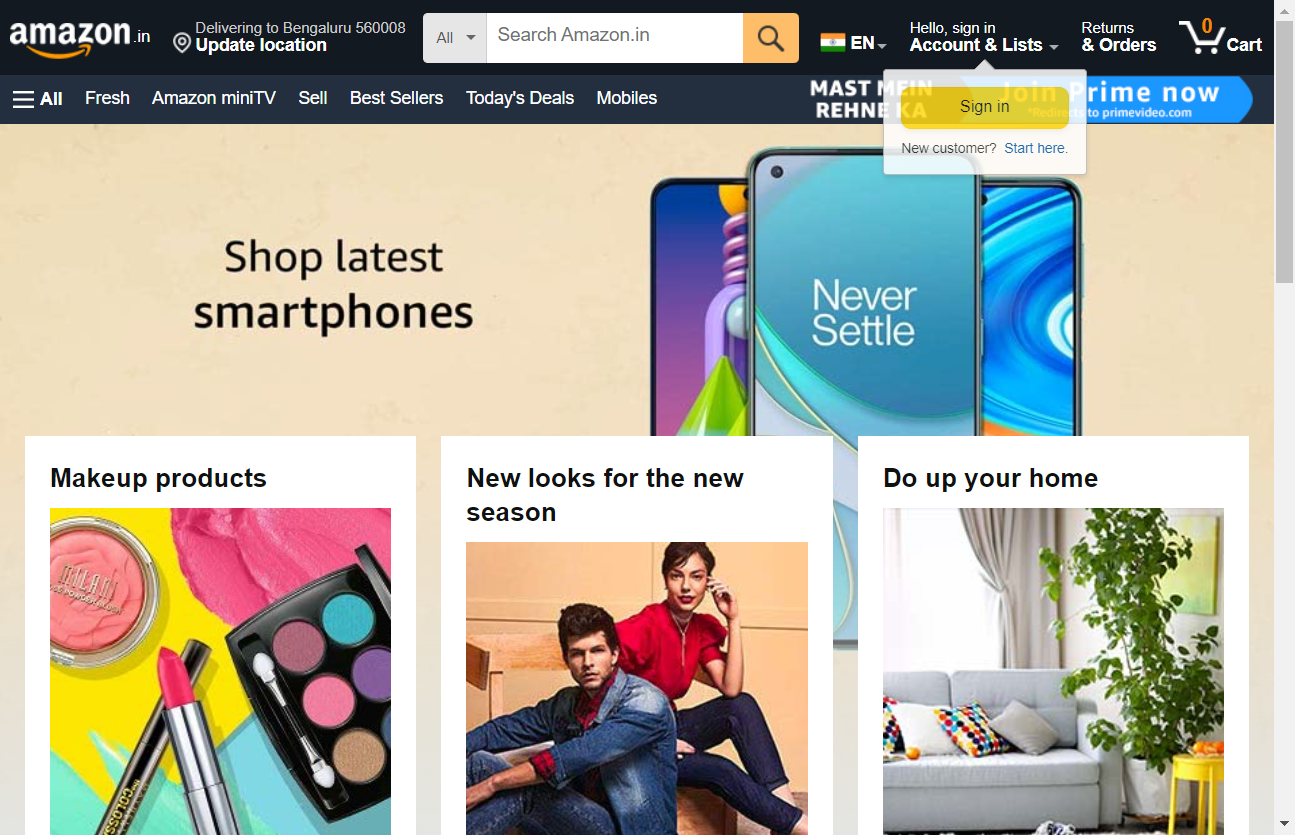 amazon.in
Delivering to Bengaluru 560008
Update location
All
Search Amazon.in
EN
Hello, sign in
Account & Lists
Returns
& Orders
0
Cart
All
Fresh
Amazon miniTV
Sell
Best Sellers
Today's Deals
Mobiles
MAST MEIN
REHNE KA
Join Prime now
*Redirects to primevideo.com
Sign in
New customer? Start here.
Shop latest
smartphones
Never
Settle
Makeup products
New looks for the new
season
Do up your home
MILANI
POWDER BLUSH